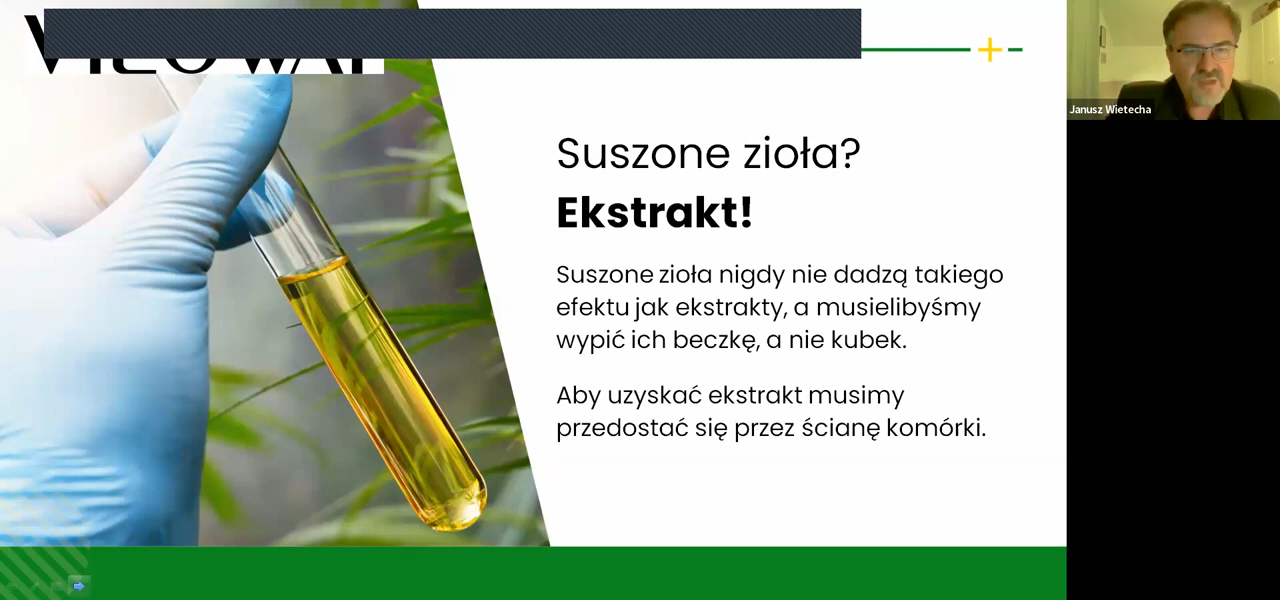 Janusz Wietecha
Suszone zioła?
Ekstrakt!
Suszone zioła nigdy nie dadzą takiego
efektu jak ekstrakty, a musielibyśmy
wypić ich beczkę, a nie kubek.
Aby uzyskać ekstrakt musimy
przedostać się przez ścianę komórki.